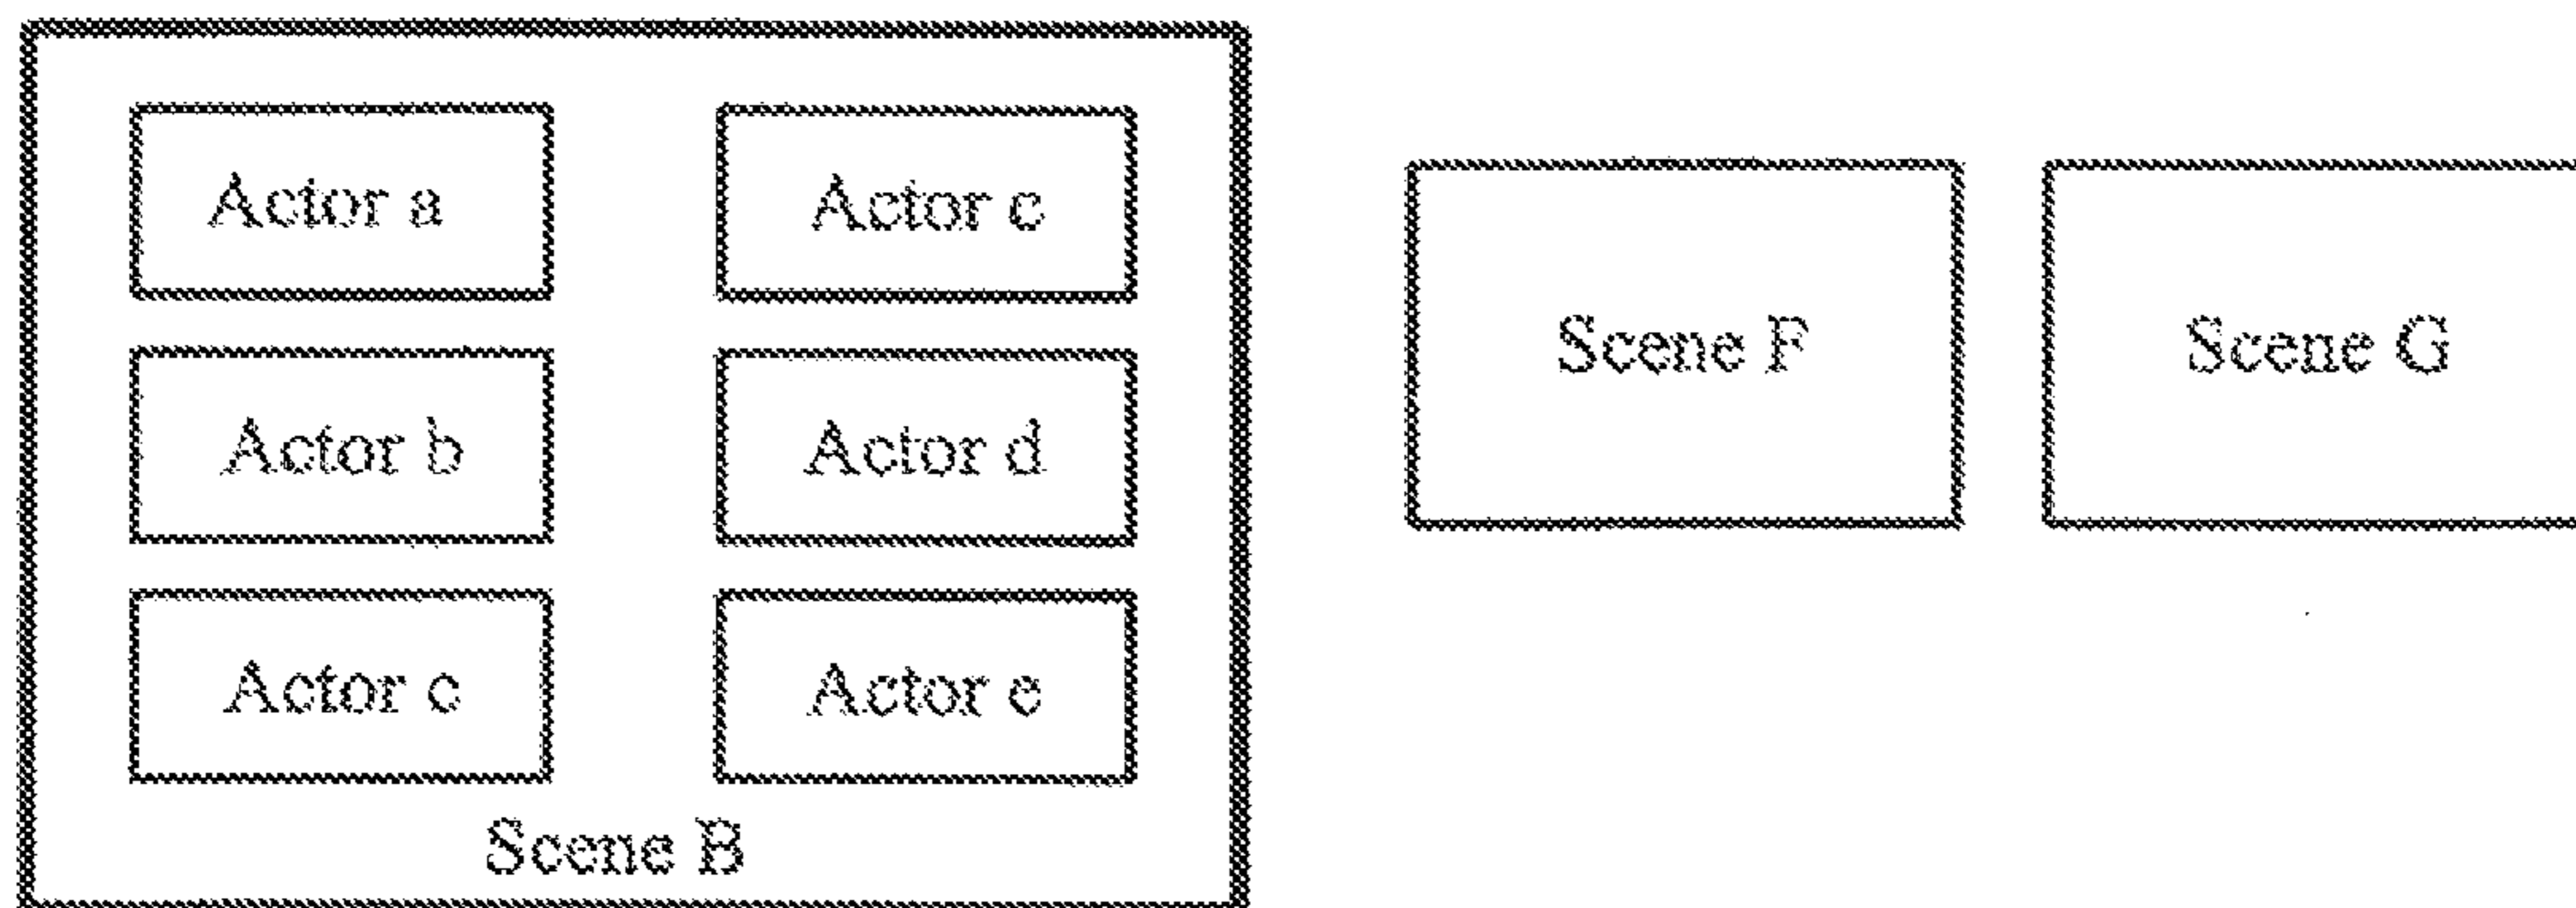 Actor a
Actor c
Actor b
Actor d
Actor c
Actor e
Scene B
Scene F
Scene G